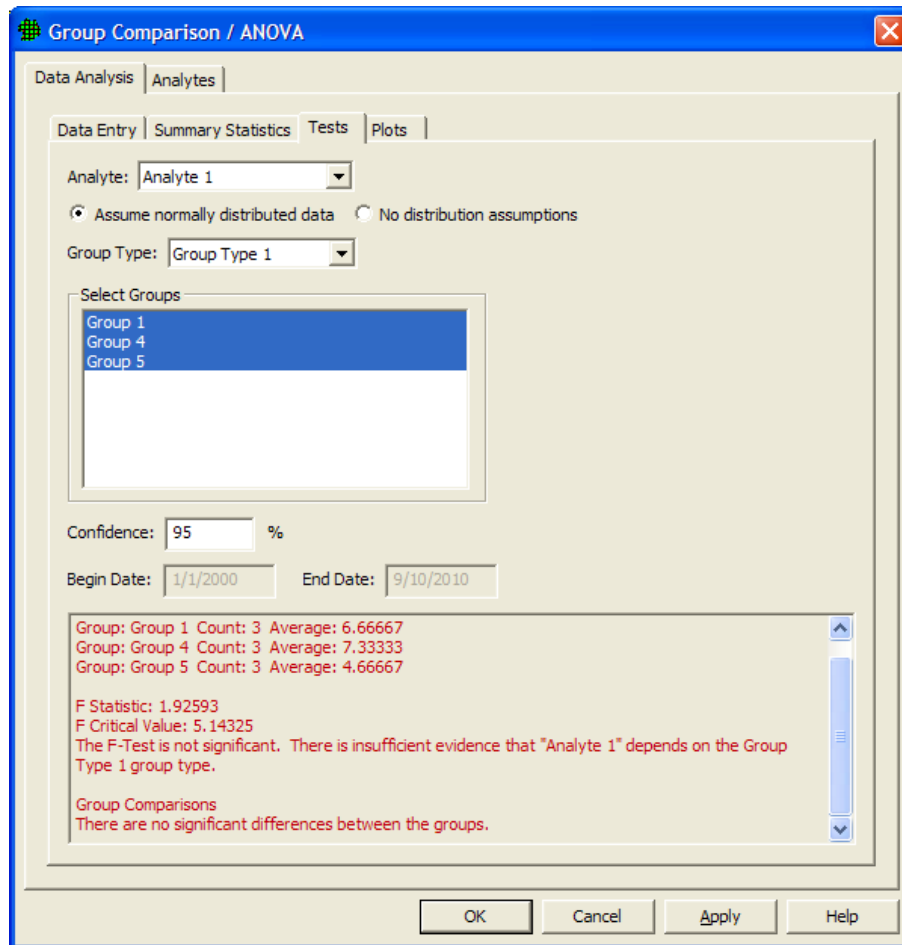 Group Comparison / ANOVA
Data Analysis Analytes
Data Entry Summary Statistics Tests Plots
Analyte: Analyte 1
Assume normally distributed data No distribution assumptions
Group Type: Group Type 1
Select Groups
Group 1
Group 4
Group 5
Confidence: 95 %
Begin Date: 1/1/2000 End Date: 9/10/2010
Group: Group 1 Count: 3 Average: 6.66667
Group: Group 4 Count: 3 Average: 7.33333
Group: Group 5 Count: 3 Average: 4.66667
F Statistic: 1.92593
F Critical Value: 5.14325
The F-Test is not significant. There is insufficient evidence that "Analyte 1" depends on the Group
Type 1 group type.
Group Comparisons
There are no significant differences between the groups.
OK Cancel Apply Help